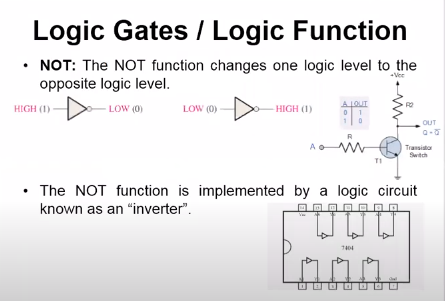 Logic Gates / Logic Function
• NOT: The NOT function changes one logic level to the
opposite logic level.
+Vcc
HIGH (1) LOW (0) LOW (0) HIGH (1)
A OUT
0 1
1 0
R2
OUT
R
A
T1
Transistor
Switch
• The NOT function is implemented by a logic circuit
known as an “inverter”.
7404